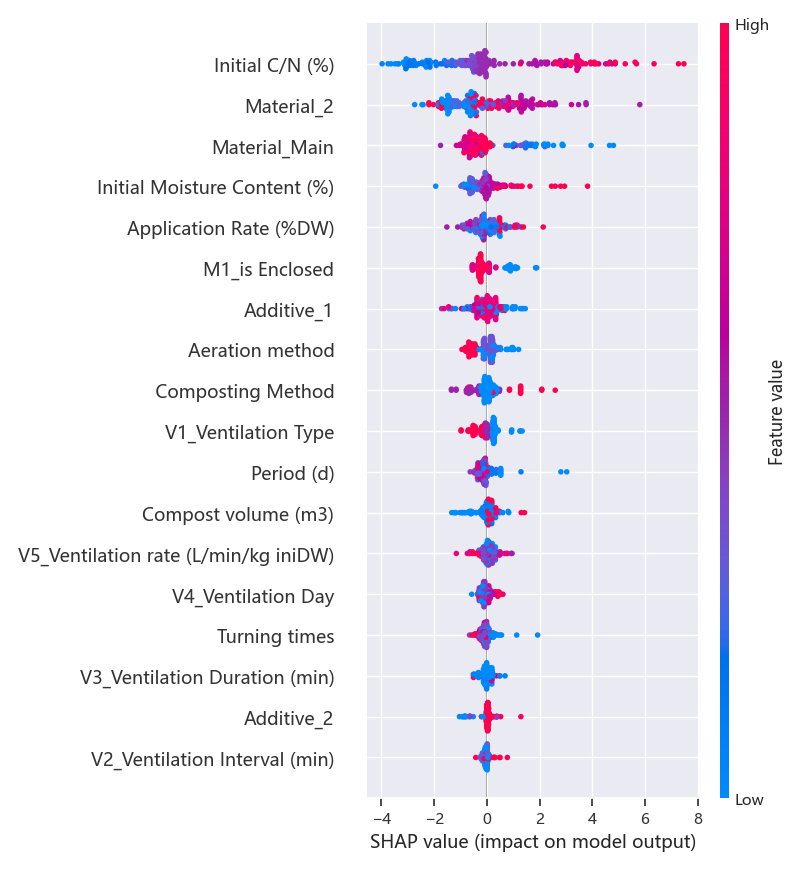 High
Initial C/N (%)
Material_2
Material_Main
Initial Moisture Content (%)
Application Rate (%DW)
M1_is Enclosed
Additive_1
Aeration method
Composting Method
V1_Ventilation Type
Period (d)
Compost volume (m3)
V5_Ventilation rate (L/min/kg iniDW)
V4_Ventilation Day
Turning times
V3_Ventilation Duration (min)
Additive_2
V2_Ventilation Interval (min)
Feature value
Low
−4 −2 0 2 4 6 8
SHAP value (impact on model output)